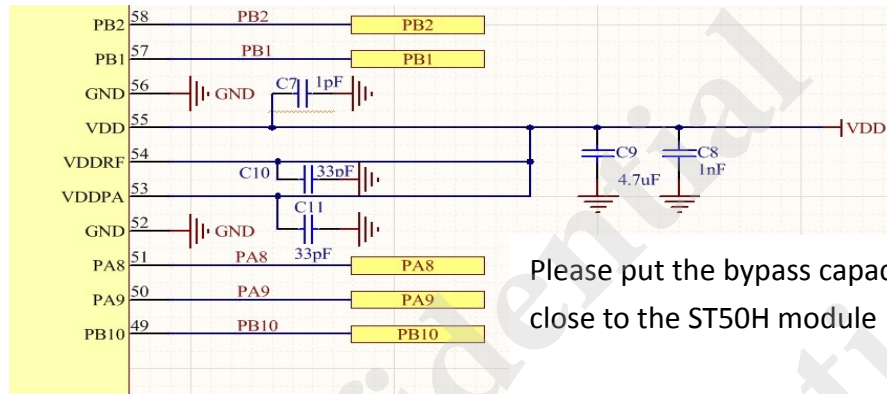 PB2 58 PB2 PB2
PB1 57 PB1 PB1
GND 56 GND C7 1pF
VDD 55 VDD
VDDRF 54 C10 33pF C9 C8
4.7uF 1nF
VDDPA 53
C11
GND 52 GND
33pF
PA8 51 PA8 PA8
PA9 50 PA9 PA9
PB10 49 PB10 PB10
Please put the bypass capac
close to the ST50H module
fidential